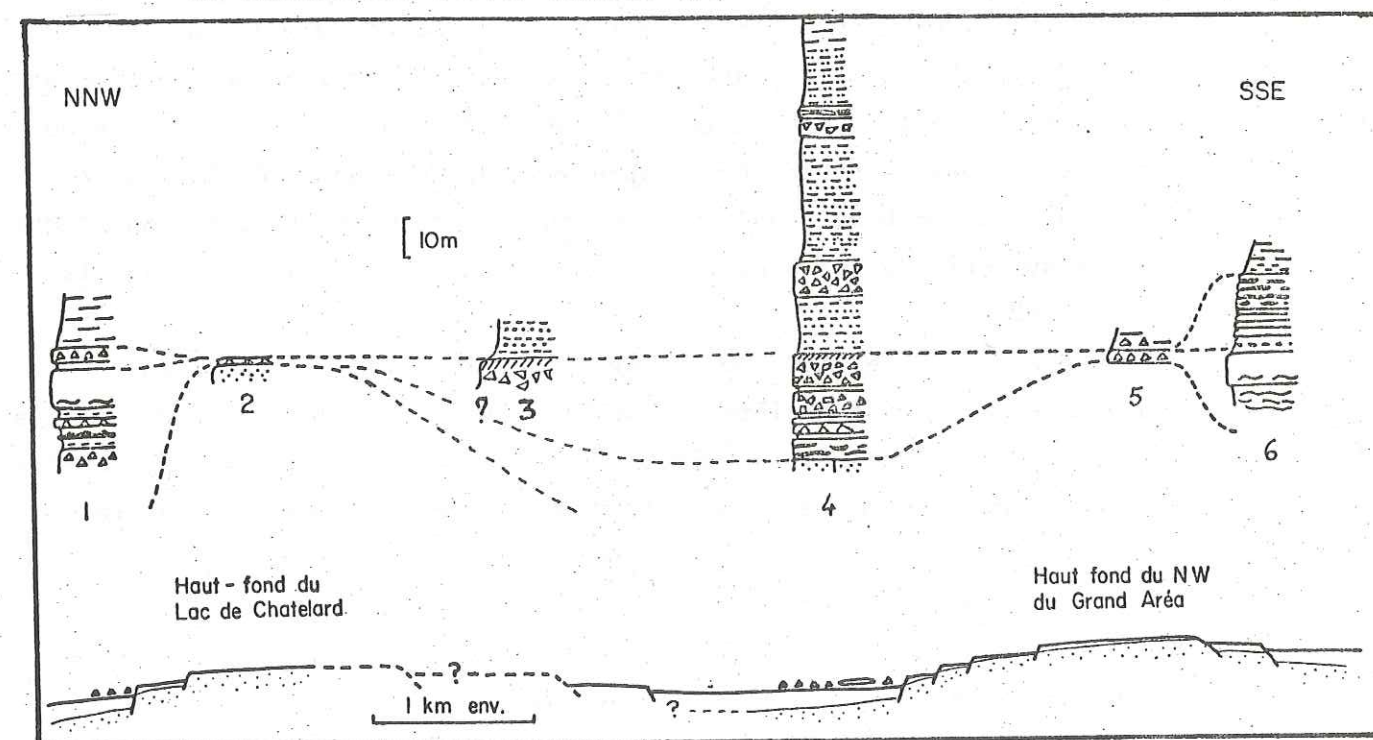 NNW
SSE
10m
1
2
? 3
4
5
6
Haut-fond du
Lac de Chatelard
Haut fond du NW
du Grand Aréa
?
?
1 km env.